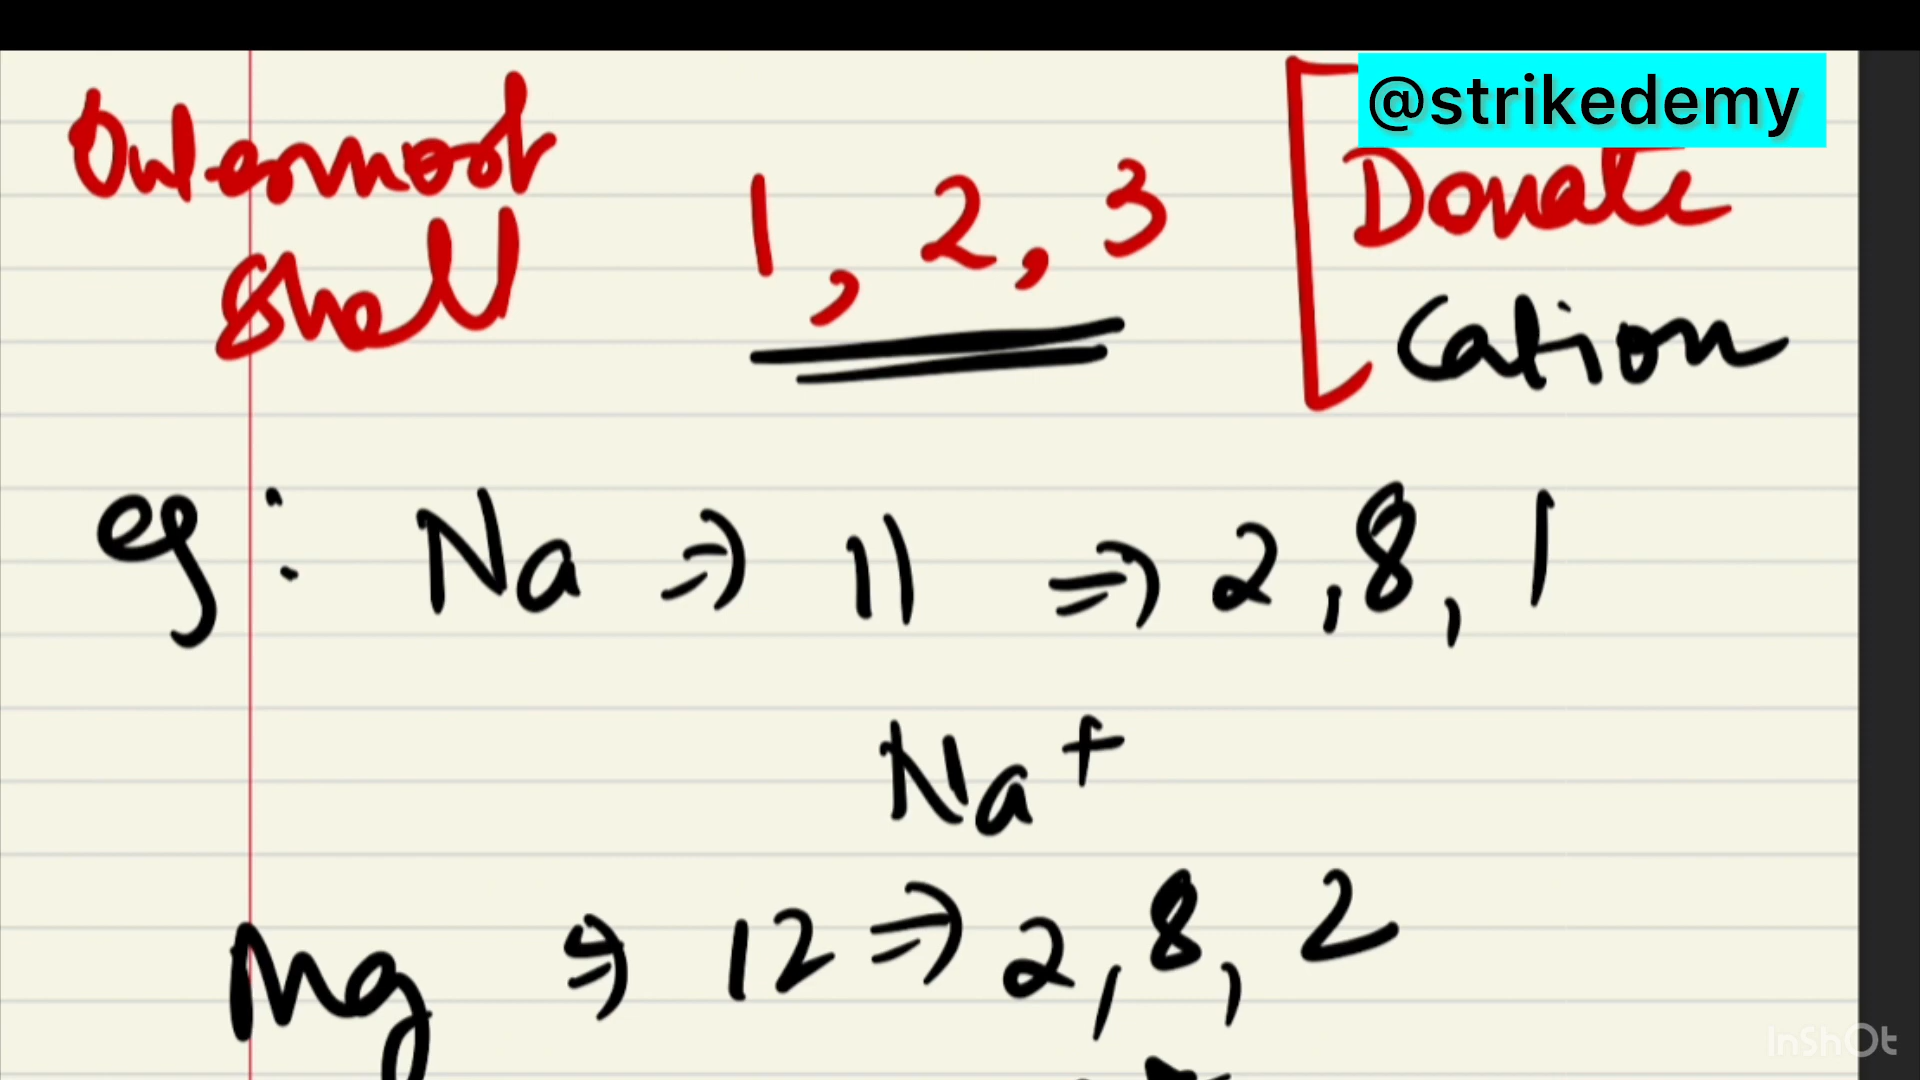 @strikedemy
Outermost shell 1, 2, 3 [ Donate
Cation
eg : Na ⇒ 11 ⇒ 2, 8, 1
Na⁺
Mg ⇒ 12 ⇒ 2, 8, 2
InShOt